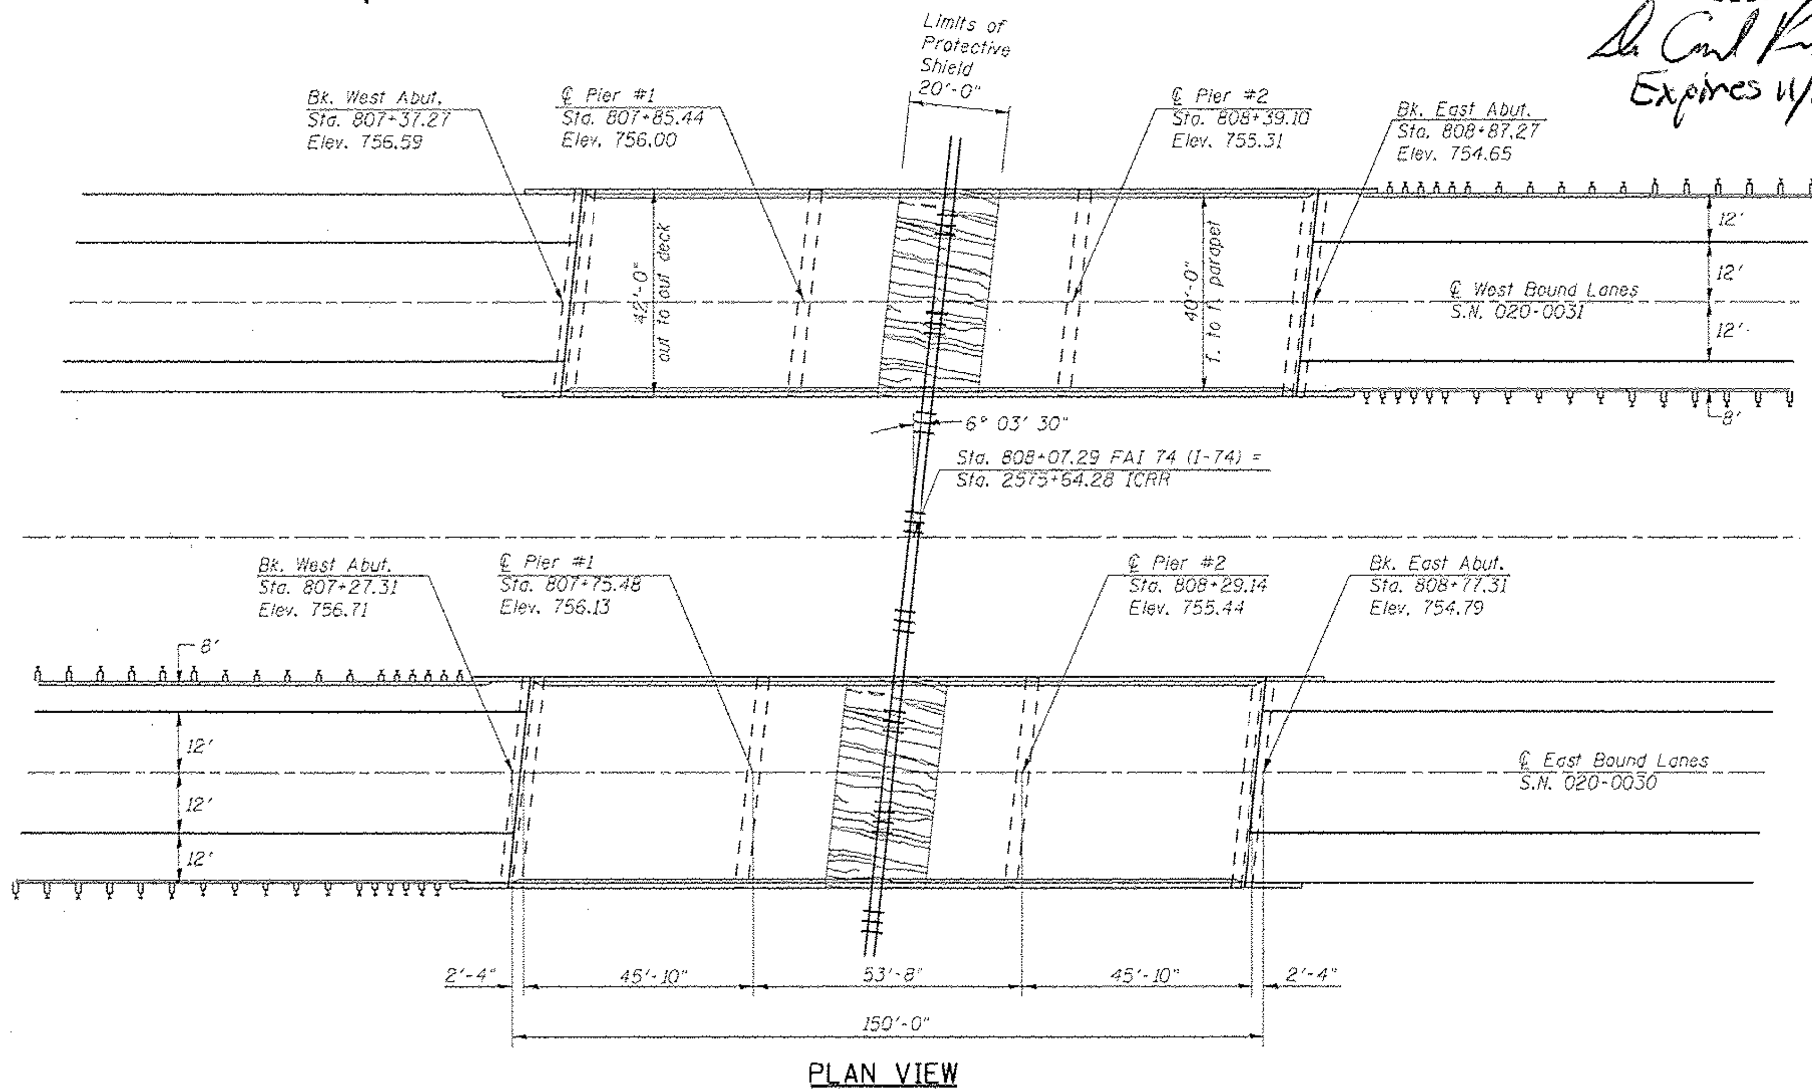 Limits of
Protective
Shield
20'-0"
Expires 11/
Bk. West Abut.
Sta. 807+37.27
Elev. 756.59
℄ Pier #1
Sta. 807+85.44
Elev. 756.00
℄ Pier #2
Sta. 808+39.10
Elev. 755.31
Bk. East Abut.
Sta. 808+87.27
Elev. 754.65
42'-0"
out to out deck
40'-0"
f. to f. parapet
12'
12'
℄ West Bound Lanes
S.N. 020-0031
12'
8'
6° 03' 30"
Sta. 808+07.29 FAI 74 (I-74) =
Sta. 2575+64.28 ICRR
Bk. West Abut.
Sta. 807+27.31
Elev. 756.71
℄ Pier #1
Sta. 807+75.48
Elev. 756.13
℄ Pier #2
Sta. 808+29.14
Elev. 755.44
Bk. East Abut.
Sta. 808+77.31
Elev. 754.79
8'
12'
12'
12'
℄ East Bound Lanes
S.N. 020-0030
2'-4"
45'-10"
53'-8"
45'-10"
2'-4"
150'-0"
PLAN VIEW